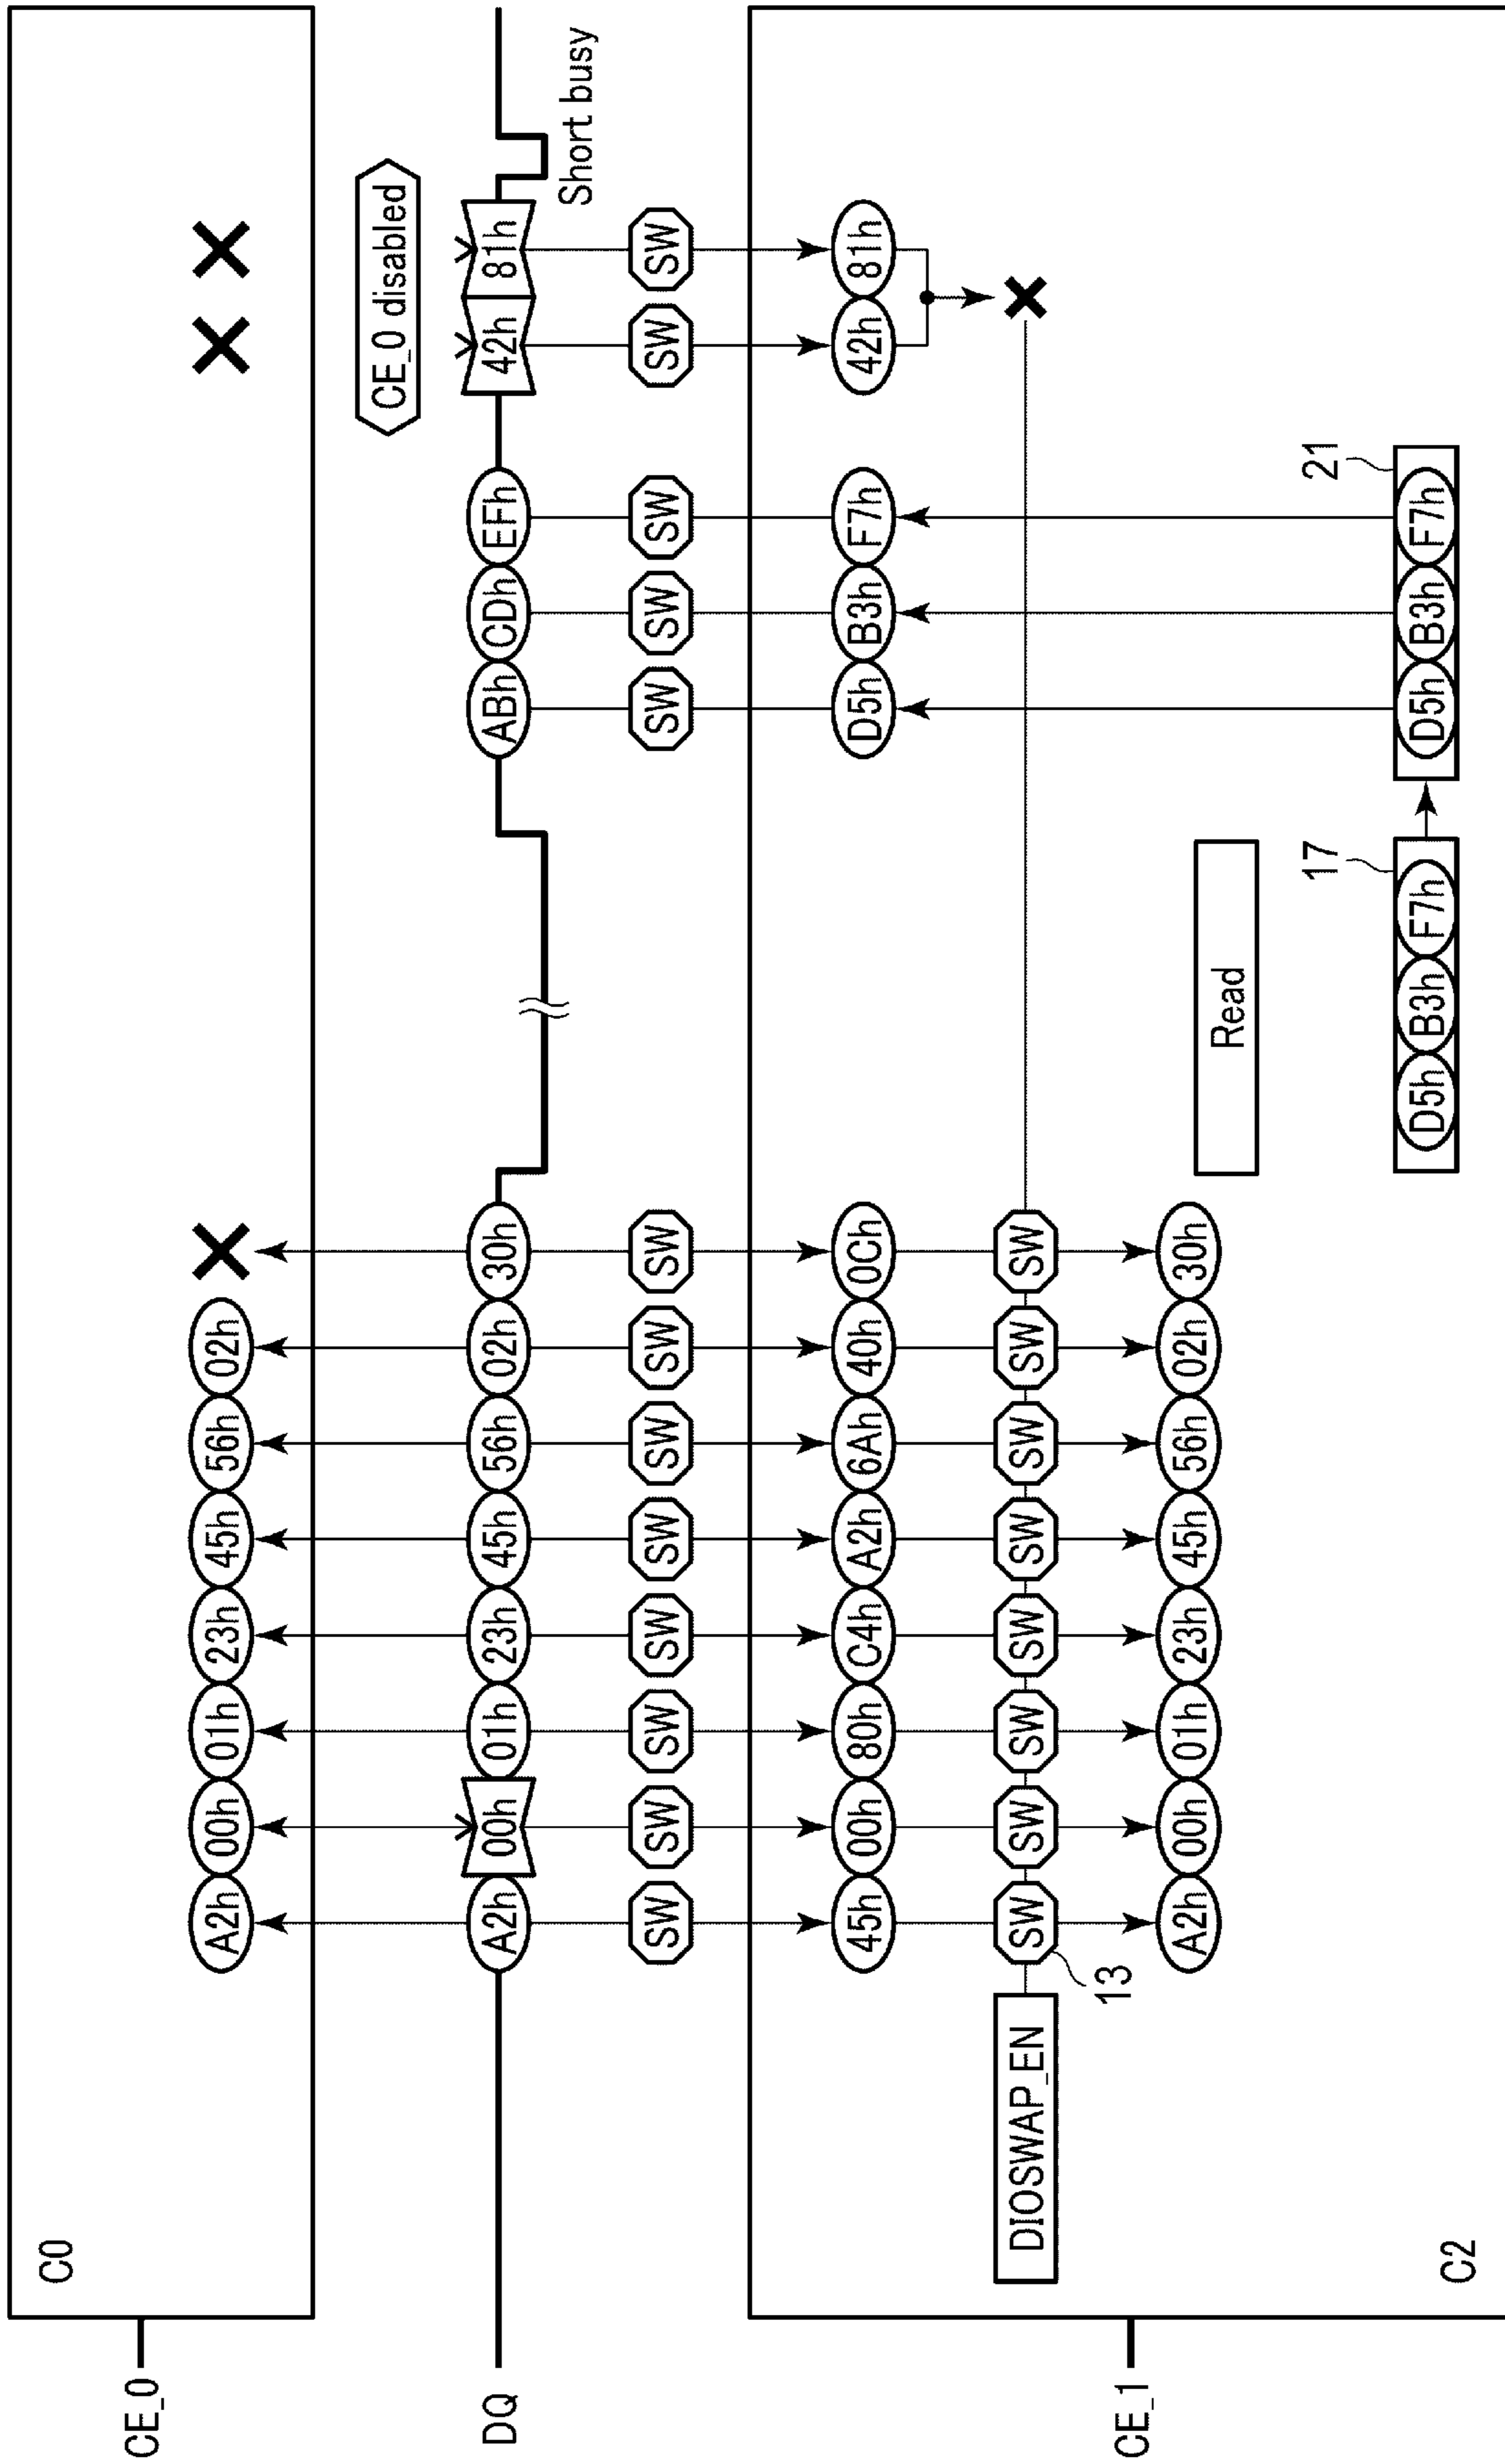 C0
CE_0
A2h 00h 01h 23h 45h 56h 02h
CE_0 disabled
DQ
A2h 00h 01h 23h 45h 56h 02h 30h ABh CDh EFh 42h 81h
Short busy
SW SW SW SW SW SW SW SW SW SW SW SW SW
45h 00h 80h C4h A2h 6Ah 40h 0Ch D5h B3h F7h 42h 81h
DIOSWAP_EN SW SW SW SW SW SW SW SW
13
CE_1
A2h 00h 01h 23h 45h 56h 02h 30h
Read
17 21
D5h B3h F7h D5h B3h F7h
C2